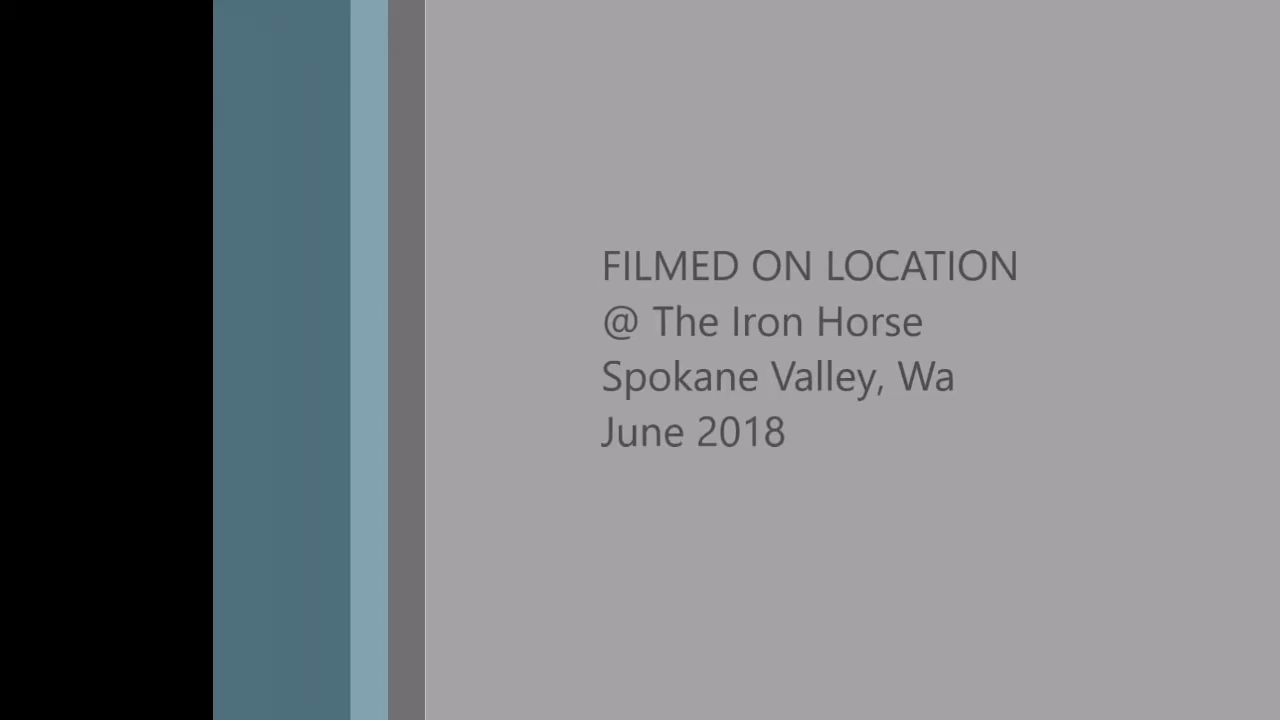 FILMED ON LOCATION
@ The Iron Horse
Spokane Valley, Wa
June 2018